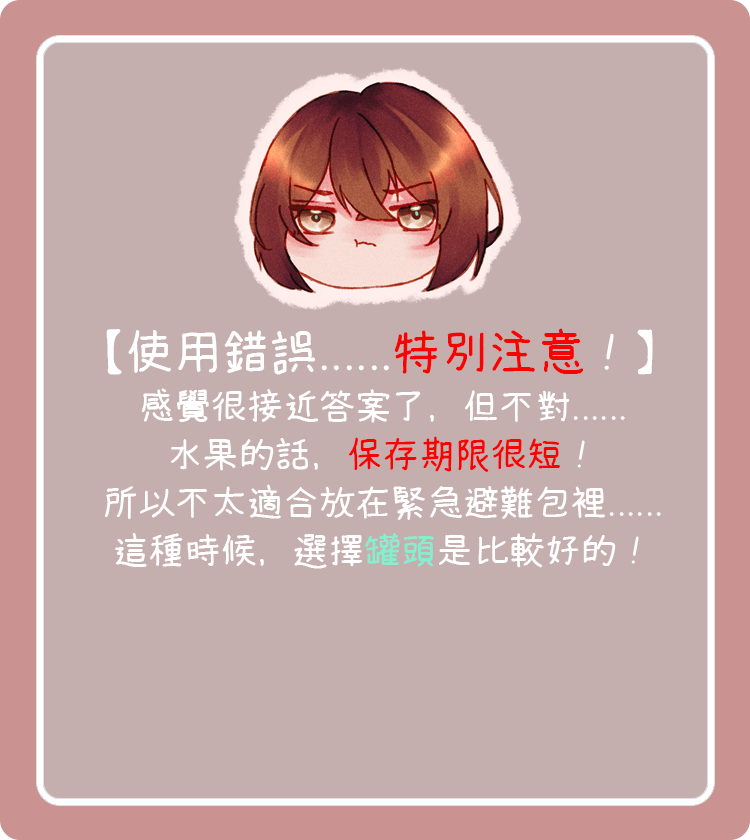 【使用錯誤......特別注意！】
感覺很接近答案了，但不對......
水果的話，保存期限很短！
所以不太適合放在緊急避難包裡......
這種時候，選擇罐頭是比較好的！